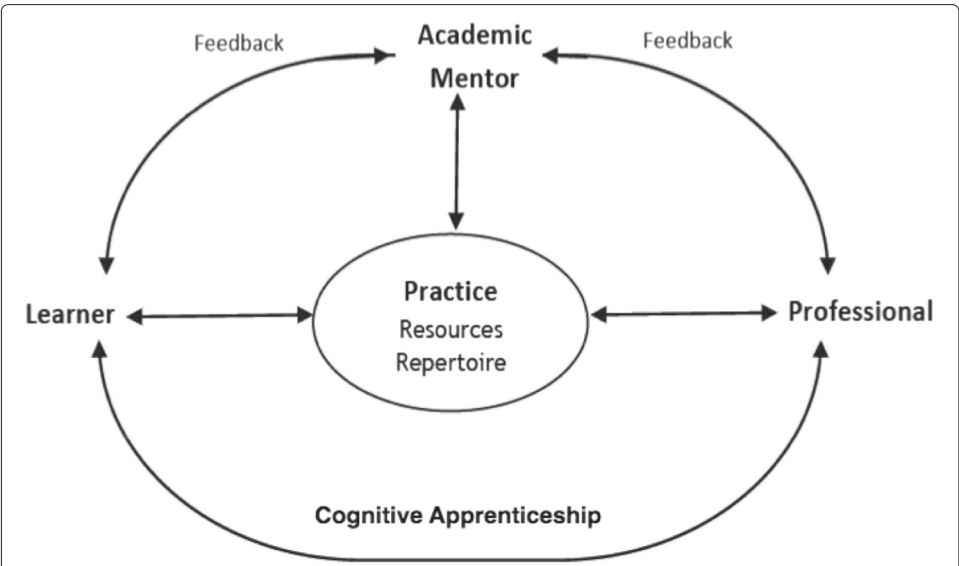 Feedback
Academic
Mentor
Feedback
Learner
Practice
Resources
Repertoire
Professional
Cognitive Apprenticeship